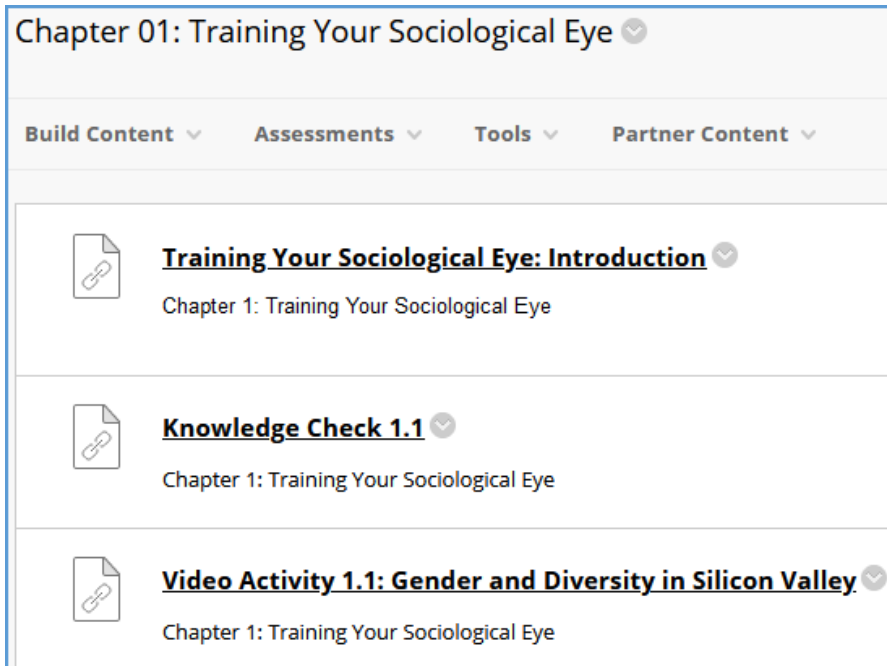 Chapter 01: Training Your Sociological Eye
Build Content Assessments Tools Partner Content
Training Your Sociological Eye: Introduction
Chapter 1: Training Your Sociological Eye
Knowledge Check 1.1
Chapter 1: Training Your Sociological Eye
Video Activity 1.1: Gender and Diversity in Silicon Valley
Chapter 1: Training Your Sociological Eye